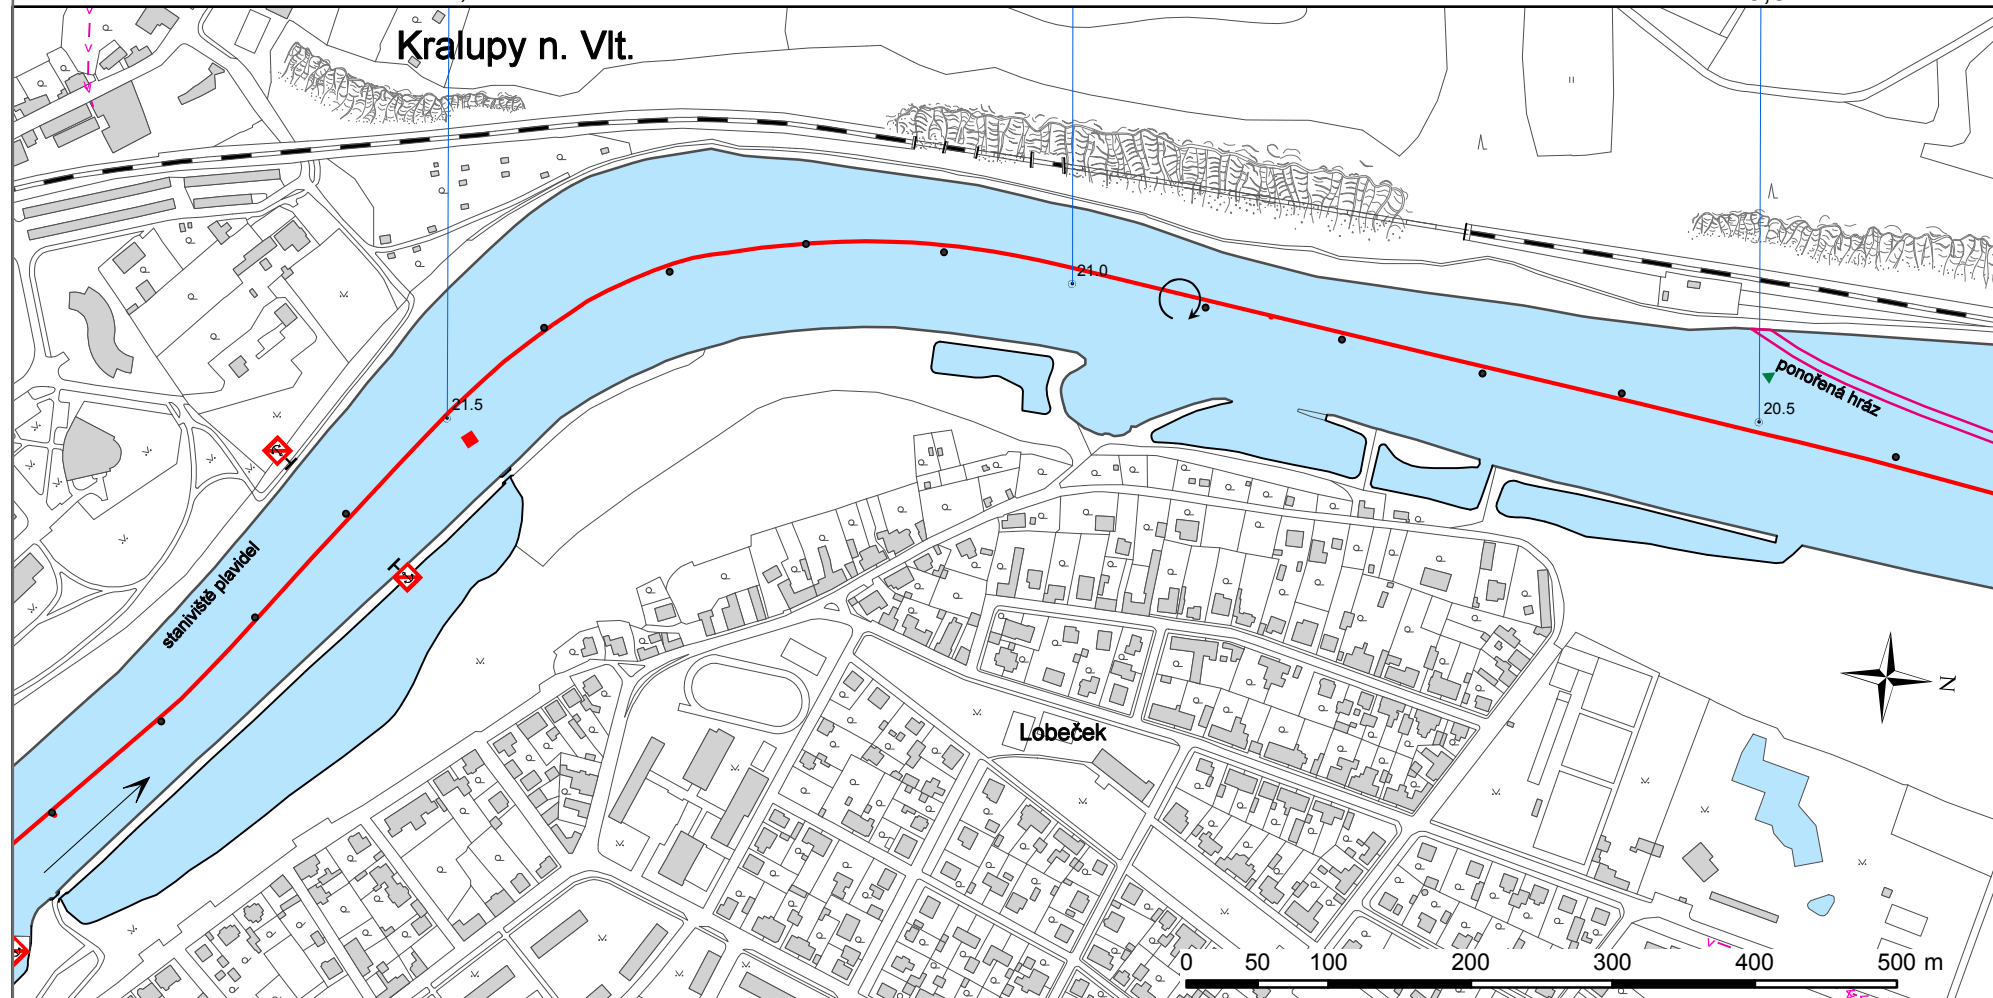 Kralupy n. Vlt.
21.0
21.5
20.5
ponořená hráz
stanivіště plavidel
N
Lobeček
0 50 100 200 300 400 500 m